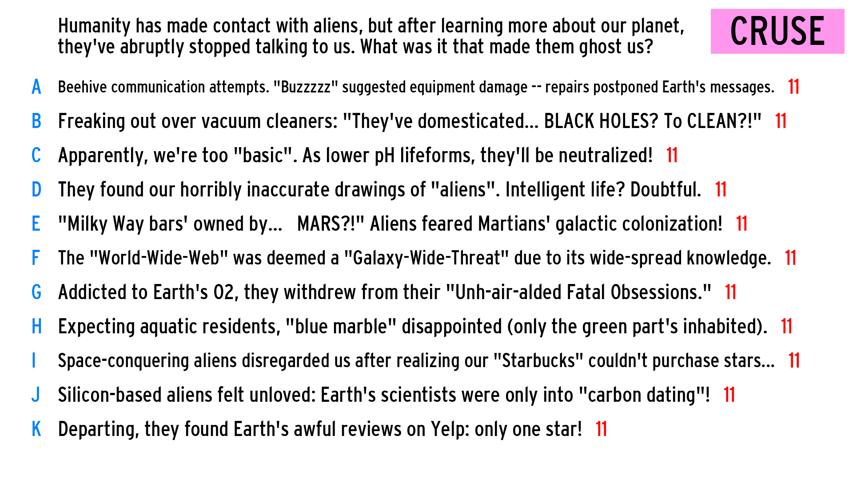 Humanity has made contact with aliens, but after learning more about our planet,
they've abruptly stopped talking to us. What was it that made them ghost us?
CRUSE
A Beehive communication attempts. "Buzzzzz" suggested equipment damage -- repairs postponed Earth's messages. 11
B Freaking out over vacuum cleaners: "They've domesticated... BLACK HOLES? To CLEAN?!" 11
C Apparently, we're too "basic". As lower pH lifeforms, they'll be neutralized! 11
D They found our horribly inaccurate drawings of "aliens". Intelligent life? Doubtful. 11
E "Milky Way bars' owned by... MARS?!" Aliens feared Martians' galactic colonization! 11
F The "World-Wide-Web" was deemed a "Galaxy-Wide-Threat" due to its wide-spread knowledge. 11
G Addicted to Earth's O2, they withdrew from their "Unh-air-alded Fatal Obsessions." 11
H Expecting aquatic residents, "blue marble" disappointed (only the green part's inhabited). 11
I Space-conquering aliens disregarded us after realizing our "Starbucks" couldn't purchase stars... 11
J Silicon-based aliens felt unloved: Earth's scientists were only into "carbon dating"! 11
K Departing, they found Earth's awful reviews on Yelp: only one star! 11